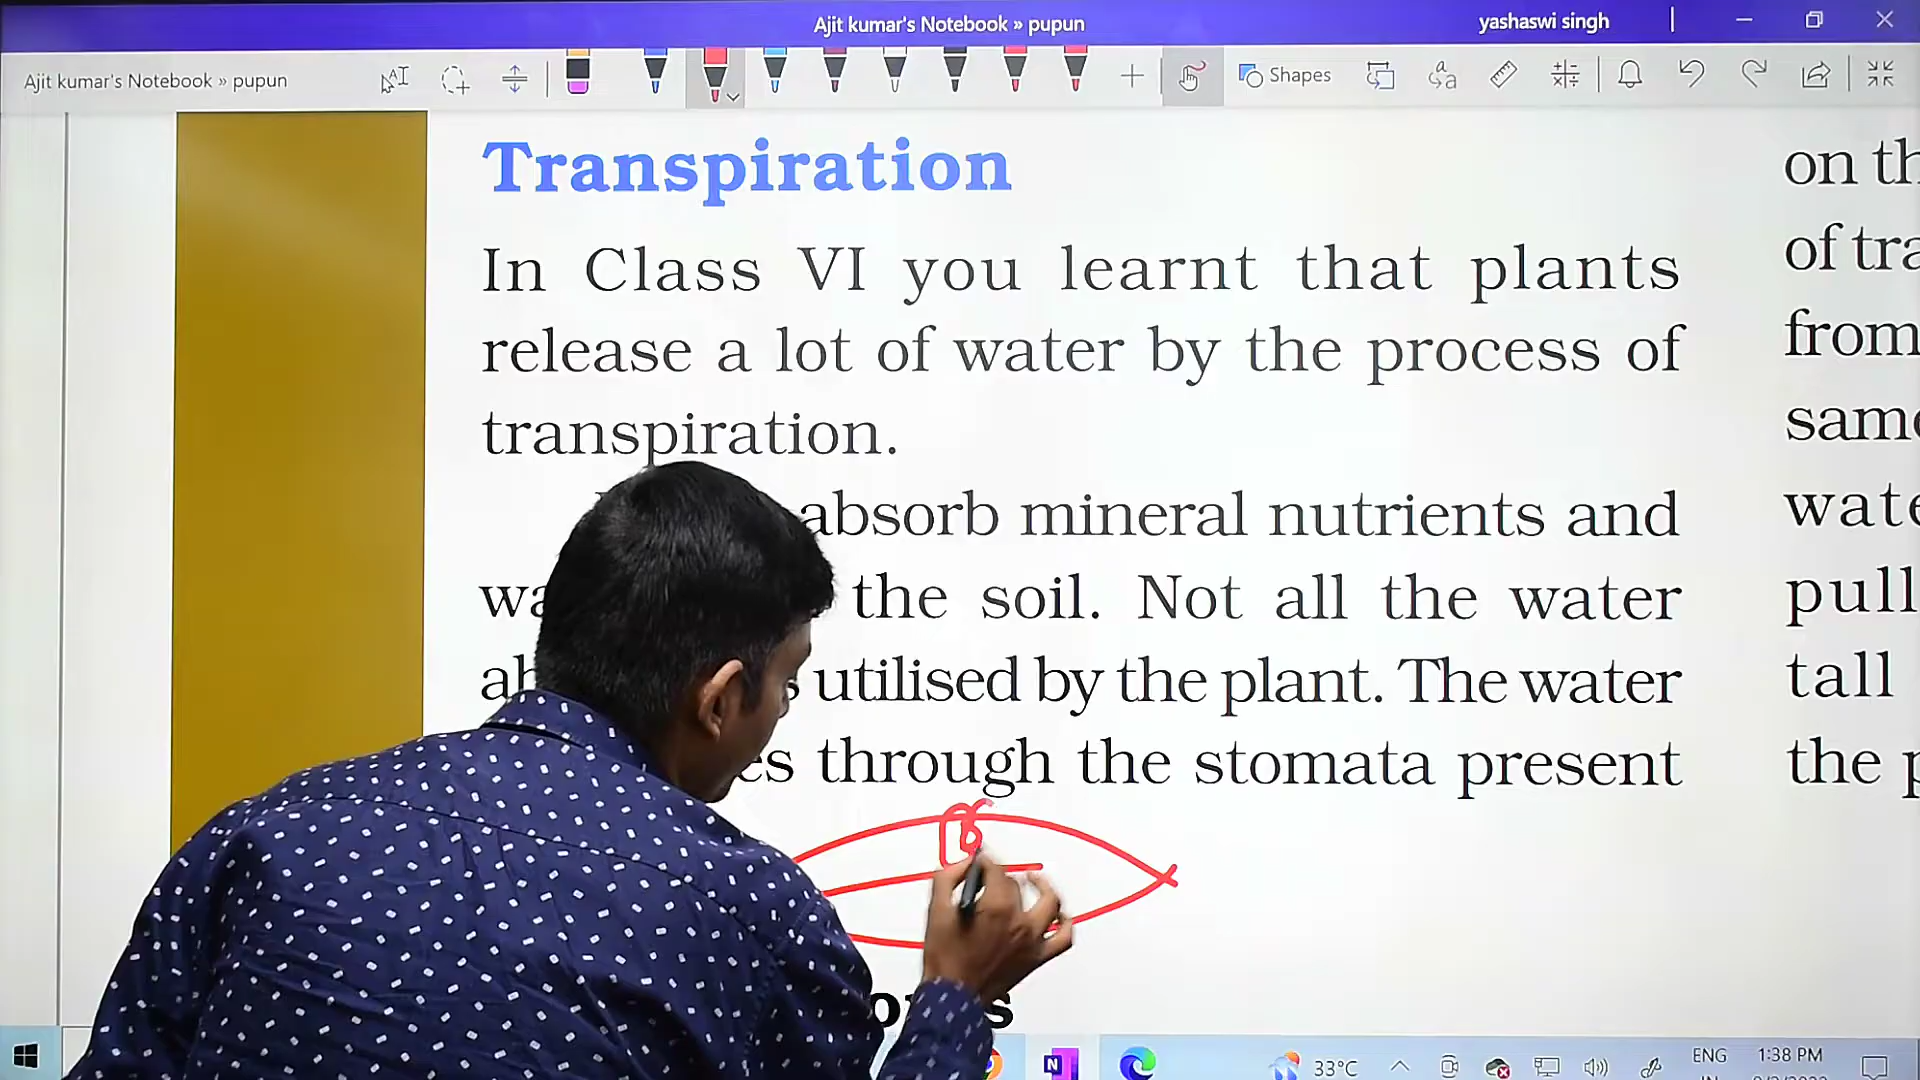 Ajit kumar's Notebook » pupun
yashaswi singh
Ajit kumar's Notebook » pupun
Shapes
Transpiration
In Class VI you learnt that plants
release a lot of water by the process of
transpiration.
absorb mineral nutrients and
the soil. Not all the water
utilised by the plant. The water
through the stomata present
on th
of tra
from
same
wate
pull
tall
the p
33°C
ENG
1:38 PM